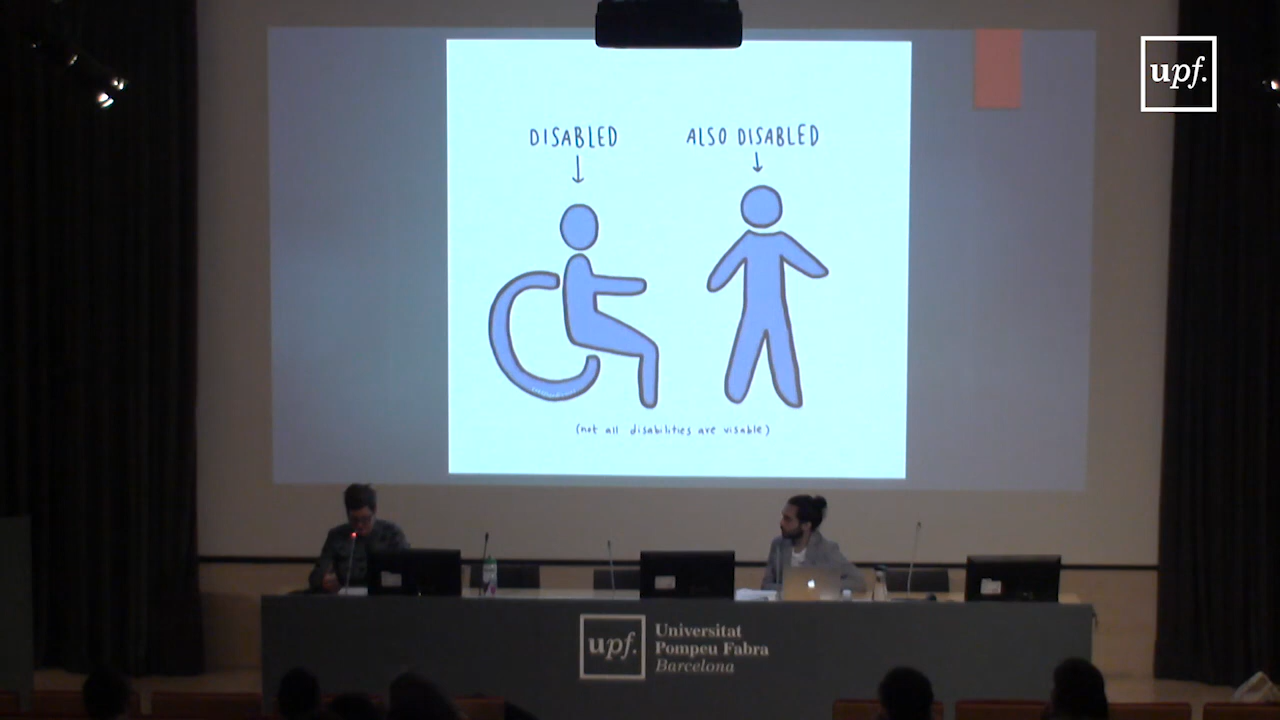 upf.
DISABLED
ALSO DISABLED
(not all disabilities are visable)
upf.
Universitat
Pompeu Fabra
Barcelona